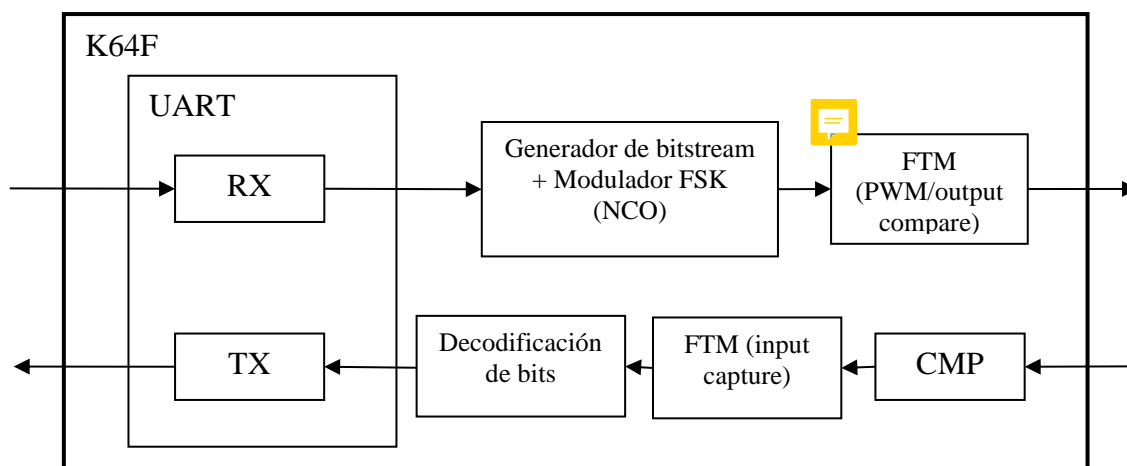 K64F
UART
RX
Generador de bitstream
+ Modulador FSK
(NCO)
FTM
(PWM/output
compare)
TX
Decodificación
de bits
FTM (input
capture)
CMP